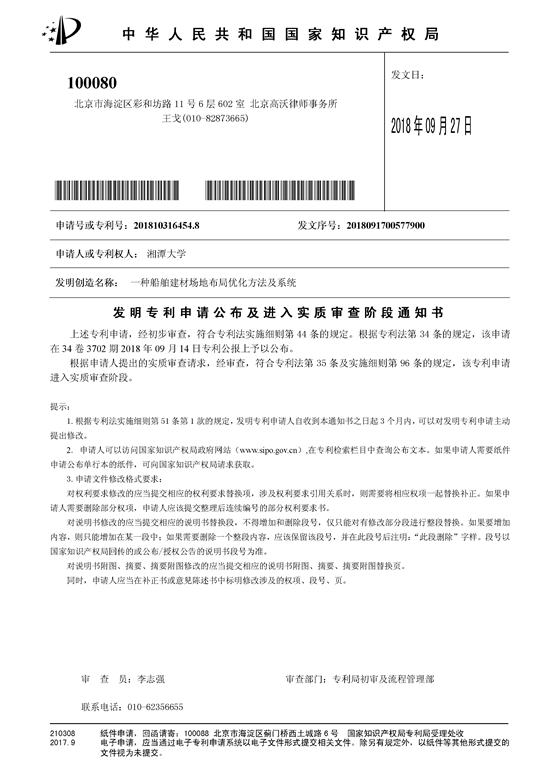 中华人民共和国国家知识产权局
100080
北京市海淀区彩和坊路 11 号 6 层 602 室 北京高沃律师事务所
王戈(010-82873665)
发文日：
2018 年 09 月 27 日
申请号或专利号：201810316454.8
发文序号：2018091700577900
申请人或专利权人： 湘潭大学
发明创造名称： 一种船舶建材场地布局优化方法及系统
发明专利申请公布及进入实质审查阶段通知书
上述专利申请，经初步审查，符合专利法实施细则第 44 条的规定。根据专利法第 34 条的规定，该申请
在 34 卷 3702 期 2018 年 09 月 14 日专利公报上予以公布。
根据申请人提出的实质审查请求，经审查，符合专利法第 35 条及实施细则第 96 条的规定，该专利申请
进入实质审查阶段。
提示：
1.根据专利法实施细则第 51 条第 1 款的规定，发明专利申请人自收到本通知书之日起 3 个月内，可以对发明专利申请主动
提出修改。
2. 申请人可以访问国家知识产权局政府网站（www.sipo.gov.cn）,在专利检索栏目中查询公布文本。如果申请人需要纸件
申请公布单行本的纸件，可向国家知识产权局请求获取。
3.申请文件修改格式要求：
对权利要求修改的应当提交相应的权利要求替换项，涉及权利要求引用关系时，则需要将相应权项一起替换补正。如果申
请人需要删除部分权项，申请人应该提交整理后连续编号的部分权利要求书。
对说明书修改的应当提交相应的说明书替换段，不得增加和删除段号，仅只能对有修改部分段进行整段替换。如果要增加
内容，则只能增加在某一段中；如果需要删除一个整段内容，应该保留该段号，并在此段号后注明：“此段删除”字样。段号以
国家知识产权局回传的或公布/授权公告的说明书段号为准。
对说明书附图、摘要、摘要附图修改的应当提交相应的说明书附图、摘要、摘要附图替换页。
同时，申请人应当在补正书或意见陈述书中标明修改涉及的权项、段号、页。
审 查 员：李志强
审查部门：专利局初审及流程管理部
联系电话：010-62356655
210308
2017.9
纸件申请，回函请寄：100088 北京市海淀区蓟门桥西土城路 6 号 国家知识产权局专利局受理处收
电子申请，应当通过电子专利申请系统以电子文件形式提交相关文件。除另有规定外，以纸件等其他形式提交的
文件视为未提交。